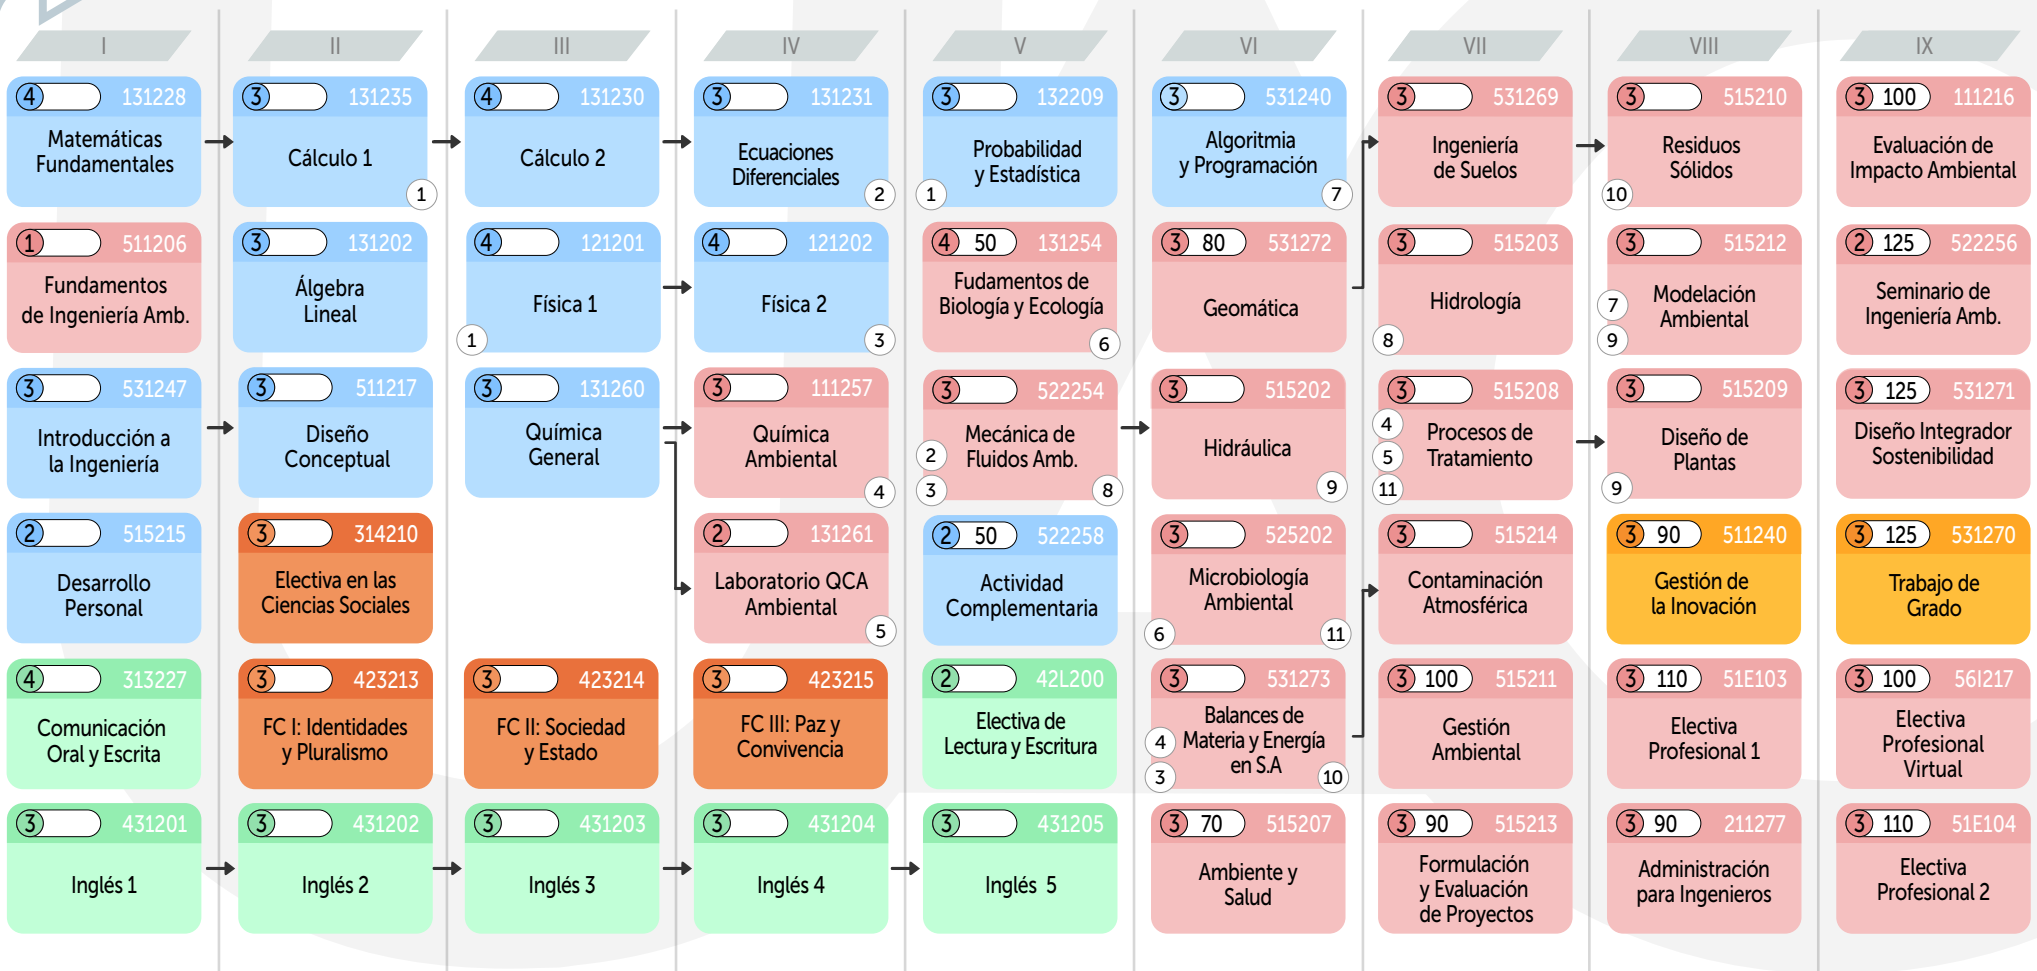 I II III IV V VI VII VIII IX
4 131228
Matemáticas
Fundamentales
3 131235
Cálculo 1
1
4 131230
Cálculo 2
3 131231
Ecuaciones
Diferenciales
2
3 132209
Probabilidad
y Estadística
1
3 531240
Algoritmia
y Programación
7
3 531269
Ingeniería
de Suelos
3 515210
Residuos
Sólidos
10
3 100 111216
Evaluación de
Impacto Ambiental
1 511206
Fundamentos
de Ingeniería Amb.
3 131202
Álgebra
Lineal
4 121201
Física 1
1
4 121202
Física 2
3
4 50 131254
Fudamentos de
Biología y Ecología
6
3 80 531272
Geomática
3 515203
Hidrología
8
3 515212
Modelación
Ambiental
7
9
2 125 522256
Seminario de
Ingeniería Amb.
3 531247
Introducción a
la Ingeniería
3 511217
Diseño
Conceptual
3 131260
Química
General
3 111257
Química
Ambiental
4
3 522254
Mecánica de
Fluidos Amb.
2
3
8
3 515202
Hidráulica
9
3 515208
Procesos de
Tratamiento
4
5
11
3 515209
Diseño de
Plantas
9
3 125 531271
Diseño Integrador
Sostenibilidad
2 515215
Desarrollo
Personal
3 314210
Electiva en las
Ciencias Sociales
2 131261
Laboratorio QCA
Ambiental
5
2 50 522258
Actividad
Complementaria
3 525202
Microbiología
Ambiental
6
11
3 515214
Contaminación
Atmosférica
3 90 511240
Gestión de
la Inovación
3 125 531270
Trabajo de
Grado
4 313227
Comunicación
Oral y Escrita
3 423213
FC I: Identidades
y Pluralismo
3 423214
FC II: Sociedad
y Estado
3 423215
FC III: Paz y
Convivencia
2 42L200
Electiva de
Lectura y Escritura
3 531273
Balances de
Materia y Energía
en S.A
4
3
10
3 100 515211
Gestión
Ambiental
3 110 51E103
Electiva
Profesional 1
3 100 56I217
Electiva
Profesional
Virtual
3 431201
Inglés 1
3 431202
Inglés 2
3 431203
Inglés 3
3 431204
Inglés 4
3 431205
Inglés 5
3 70 515207
Ambiente y
Salud
3 90 515213
Formulación
y Evaluación
de Proyectos
3 90 211277
Administración
para Ingenieros
3 110 51E104
Electiva
Profesional 2